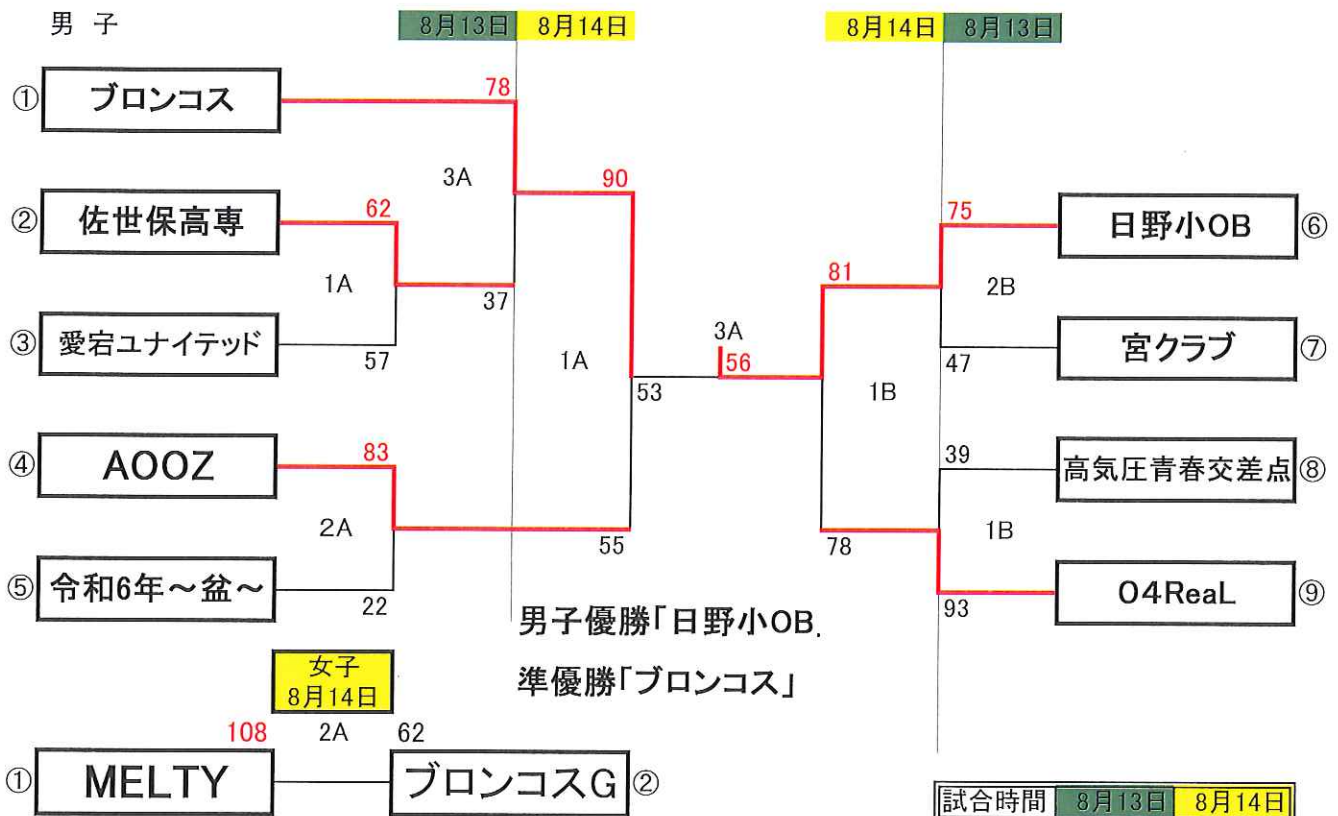 男 子
8月13日 8月14日
8月14日 8月13日
① ブロンコス
78
3A
90
② 佐世保高専
62
1A
37
③ 愛宕ユナイテッド
57
1A
53
④ AOOZ
83
2A
55
⑤ 令和6年～盆～
22
3A
56
75
日野小OB ⑥
81
2B
47
宮クラブ ⑦
1B
39
高気圧青春交差点 ⑧
78
1B
93
04ReaL ⑨
男子優勝「日野小OB.
準優勝「ブロンコス」
女子
8月14日
108 2A 62
① MELTY ブロンコスG ②
試合時間 8月13日 8月14日